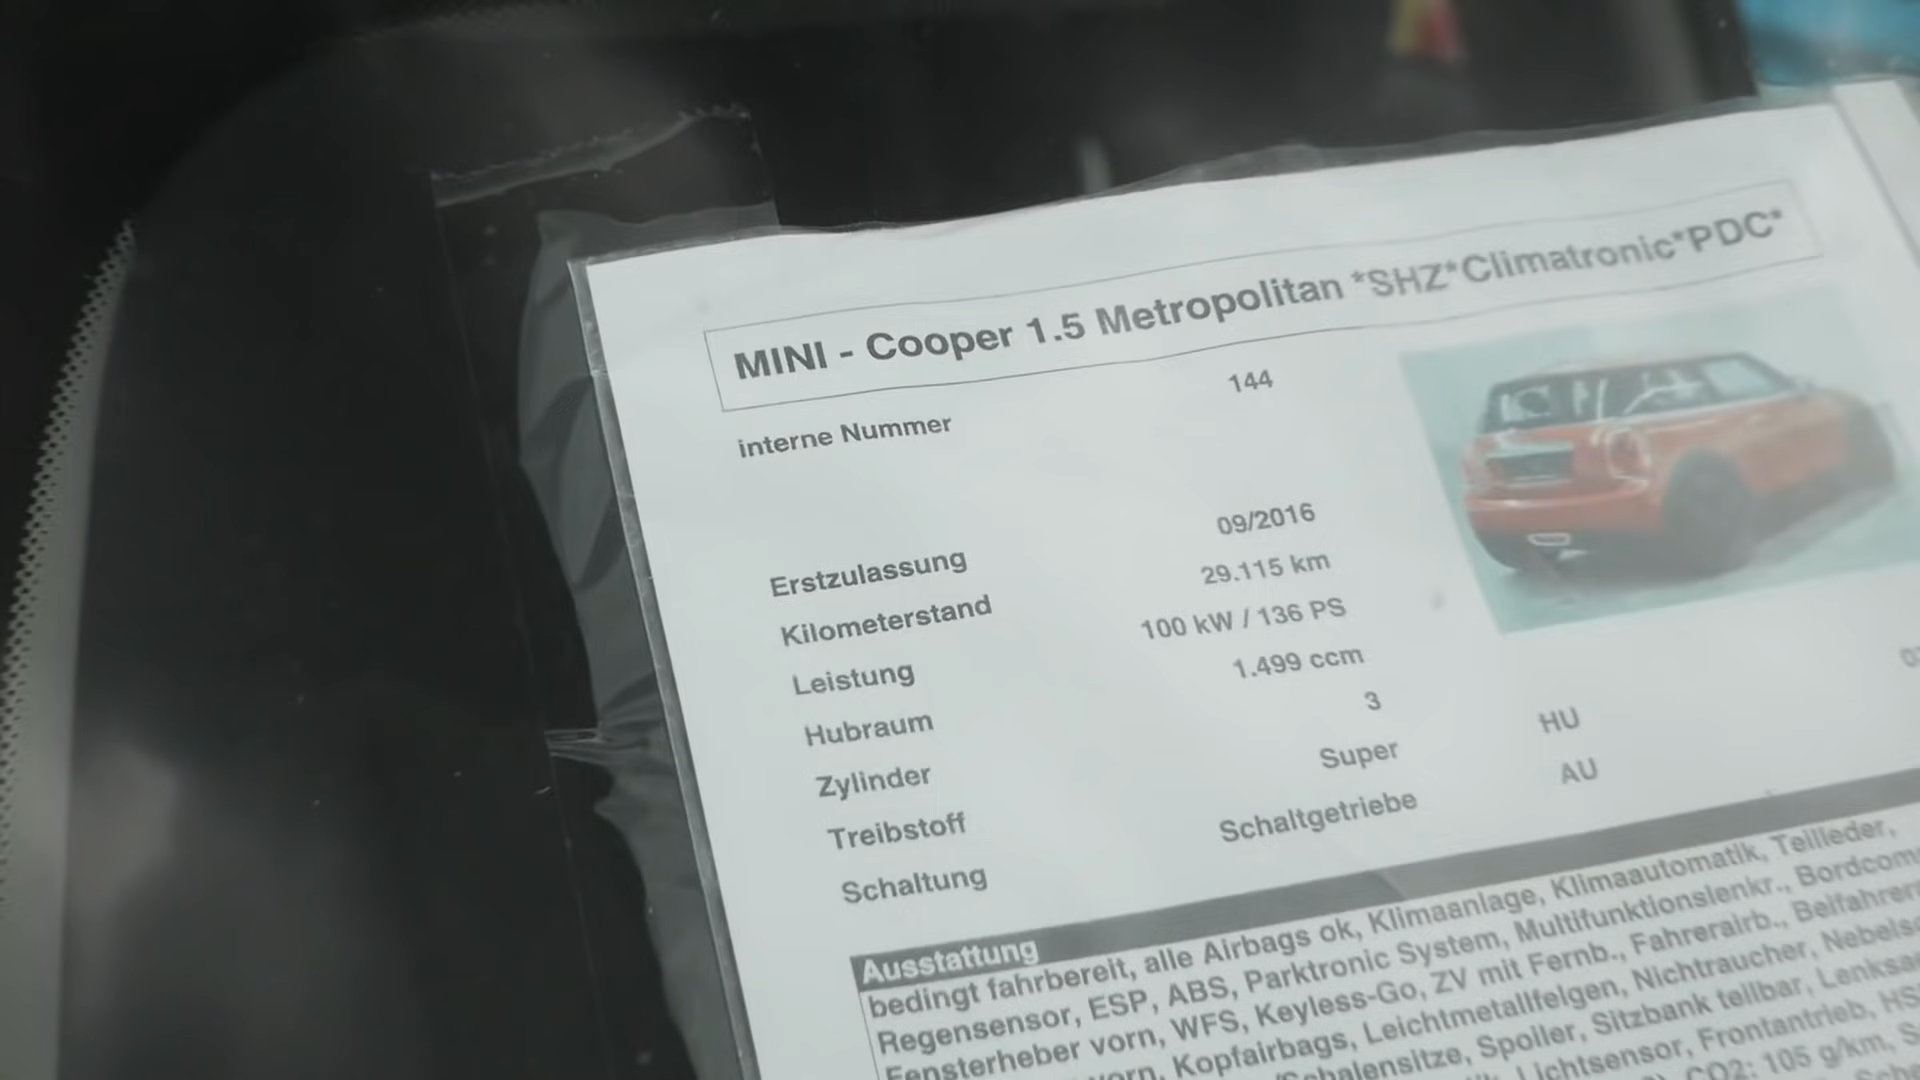 MINI - Cooper 1.5 Metropolitan *SHZ*Climatronic*PDC*
interne Nummer 144
Erstzulassung 09/2016
Kilometerstand 29.115 km
Leistung 100 kW / 136 PS
Hubraum 1.499 ccm
Zylinder 3
Treibstoff Super HU
Schaltung Schaltgetriebe AU
Ausstattung
bedingt fahrbereit, alle Airbags ok, Klimaanlage, Klimaautomatik, Teilleder,
Regensensor, ESP, ABS, Parktronic System, Multifunktionslenkr., Bordcom
Fensterheber vorn, WFS, Keyless-Go, ZV mit Fernb., Fahrerairb., Beifahrer
vorn, Kopfairbags, Leichtmetallfelgen, Nichtraucher, Nebels
Schalensitze, Spoiler, Sitzbank teilbar, Lenks
Lichtsensor, Frontantrieb, HS
CO2: 105 g/km,